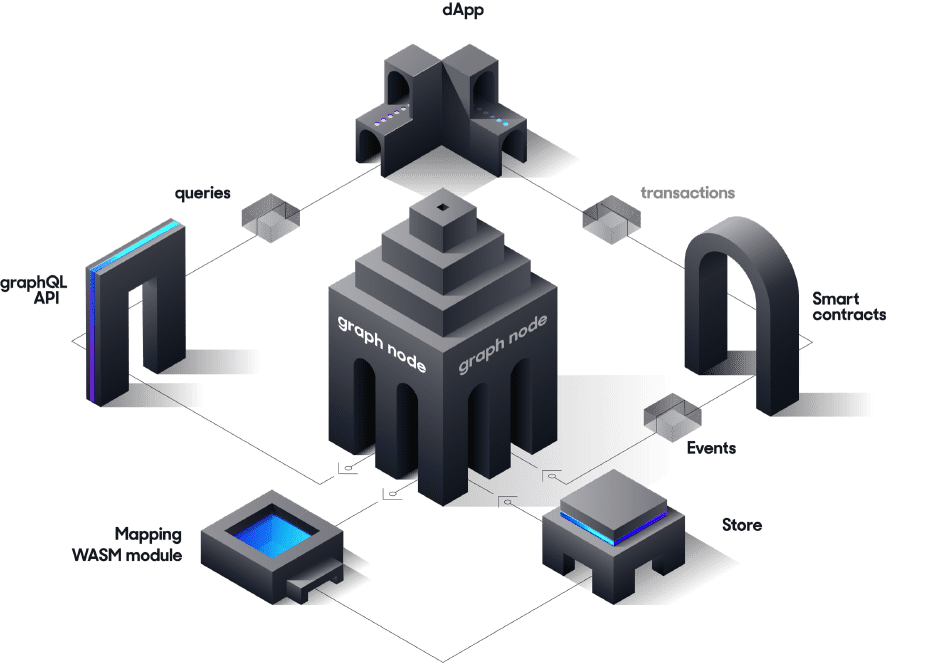 dApp
queries
transactions
graphQL
API
Smart
contracts
graph node
graph node
Events
Store
Mapping
WASM module